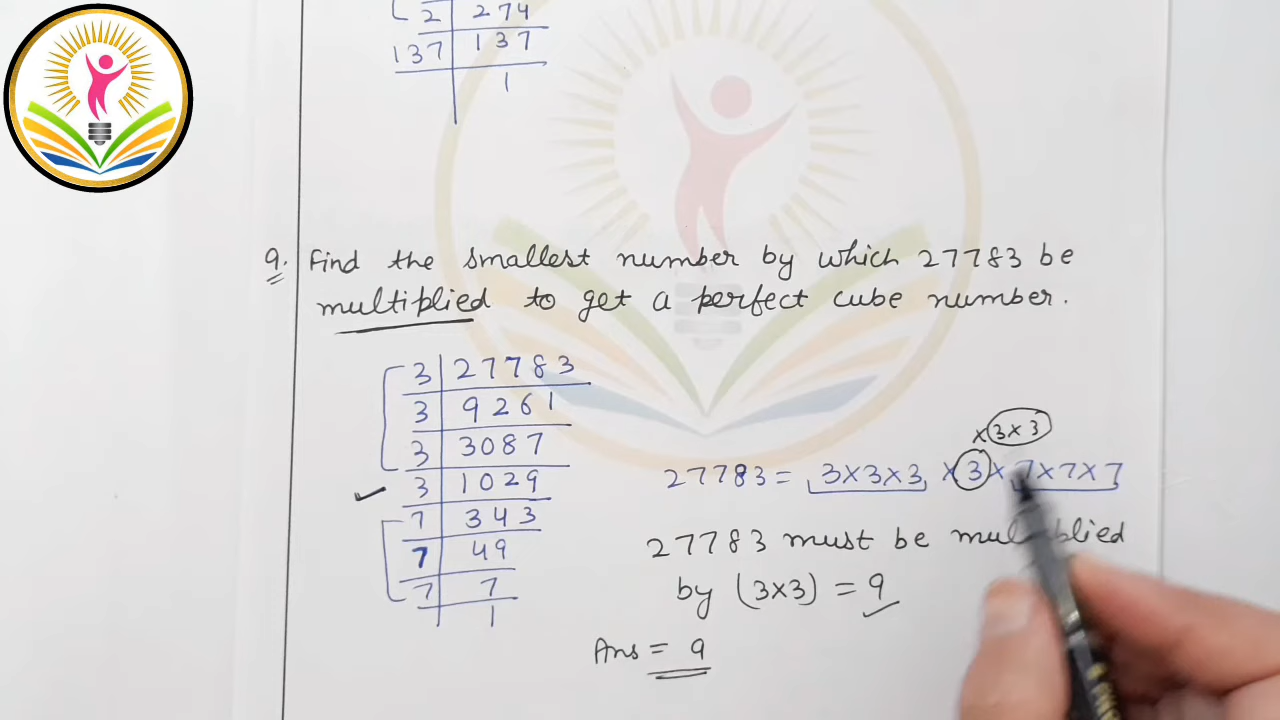 2 | 274
137 | 137
1
9. Find the smallest number by which 27783 be
multiplied to get a perfect cube number.
3 | 27783
3 | 9261
3 | 3087
3 | 1029
7 | 343
7 | 49
7 | 7
1
×3×3
27783 = 3×3×3 ×3×7×7×7
27783 must be multiplied
by (3×3) = 9
Ans = 9